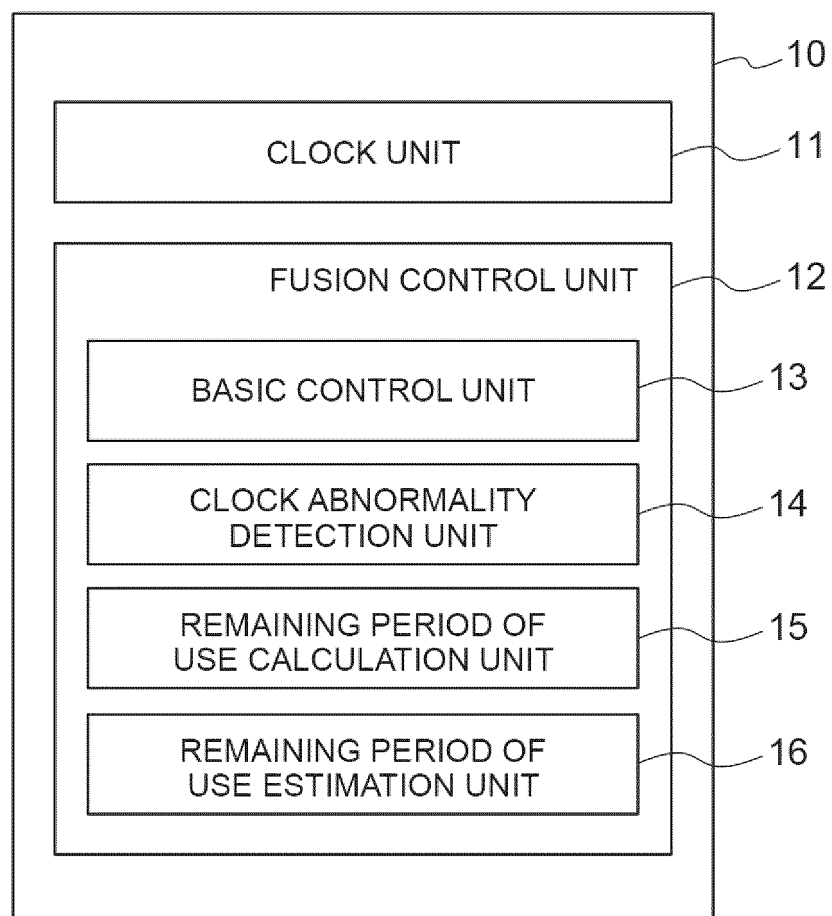 10
CLOCK UNIT
11
FUSION CONTROL UNIT
12
BASIC CONTROL UNIT
13
CLOCK ABNORMALITY
DETECTION UNIT
14
REMAINING PERIOD OF
USE CALCULATION UNIT
15
REMAINING PERIOD OF
USE ESTIMATION UNIT
16